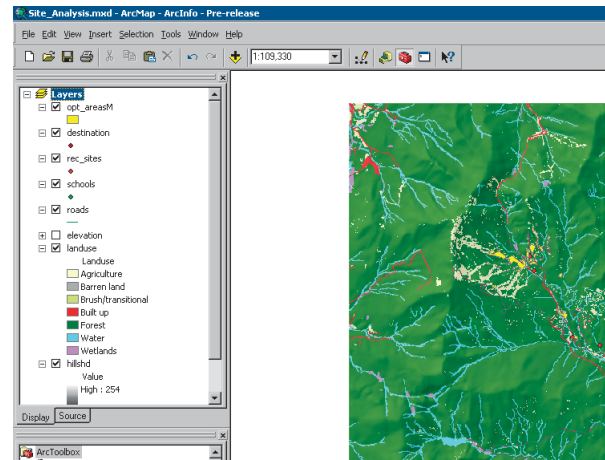 Site_Analysis.mxd - ArcMap - ArcInfo - Pre-release
File Edit View Insert Selection Tools Window Help
1:109,330
Layers
opt_areasM
destination
rec_sites
schools
roads
elevation
landuse
Landuse
Agriculture
Barren land
Brush/transitional
Built up
Forest
Water
Wetlands
hillshd
Value
High : 254
Display Source
ArcToolbox